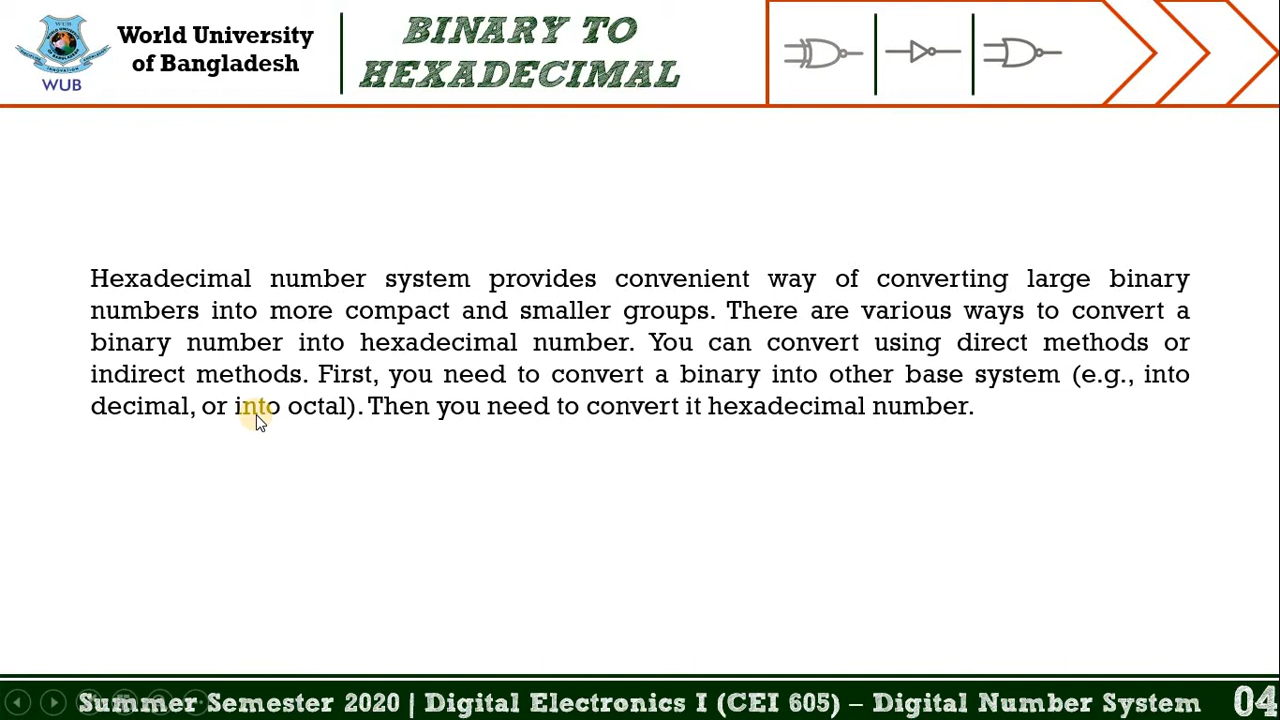 World University
of Bangladesh
WUB
BINARY TO
HEXADECIMAL
Hexadecimal number system provides convenient way of converting large binary
numbers into more compact and smaller groups. There are various ways to convert a
binary number into hexadecimal number. You can convert using direct methods or
indirect methods. First, you need to convert a binary into other base system (e.g., into
decimal, or into octal). Then you need to convert it hexadecimal number.
Summer Semester 2020 | Digital Electronics I (CEI 605) – Digital Number System
04